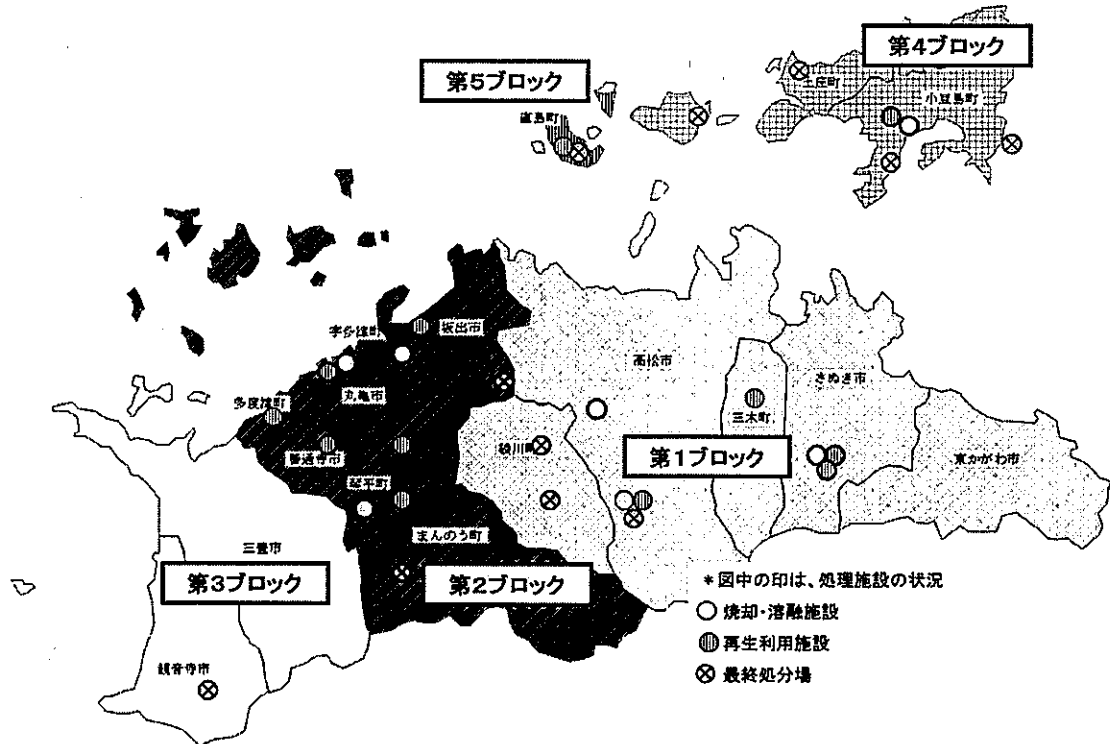 第4ブロック
第5ブロック
土庄町
小豆島町
直島町
宇多津町
坂出市
高松市
丸亀市
さぬき市
多度津町
三木町
綾川町
第1ブロック
善通寺市
東かがわ市
琴平町
まんのう町
三豊市
第3ブロック
第2ブロック
*図中の印は、処理施設の状況
焼却・溶融施設
再生利用施設
観音寺市
最終処分場